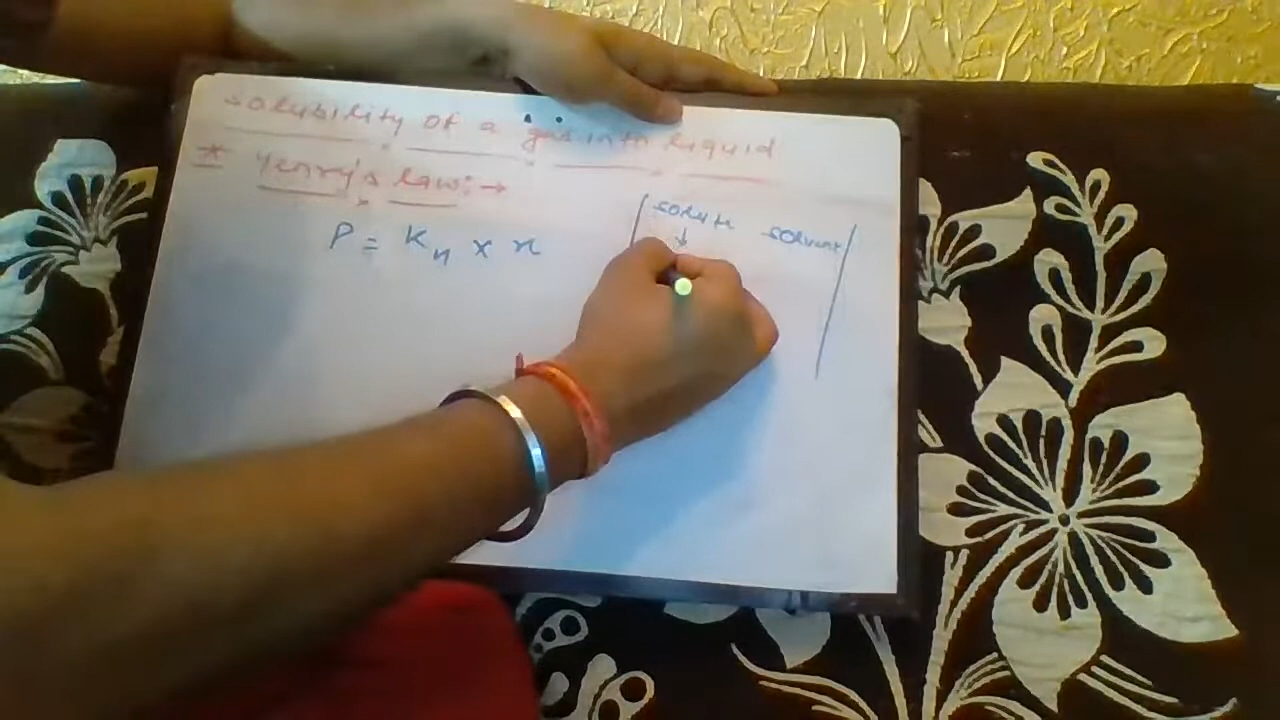 solubility of a gas into liquid
* Henry's law:→
P = K_H × x
solute solvent
↓